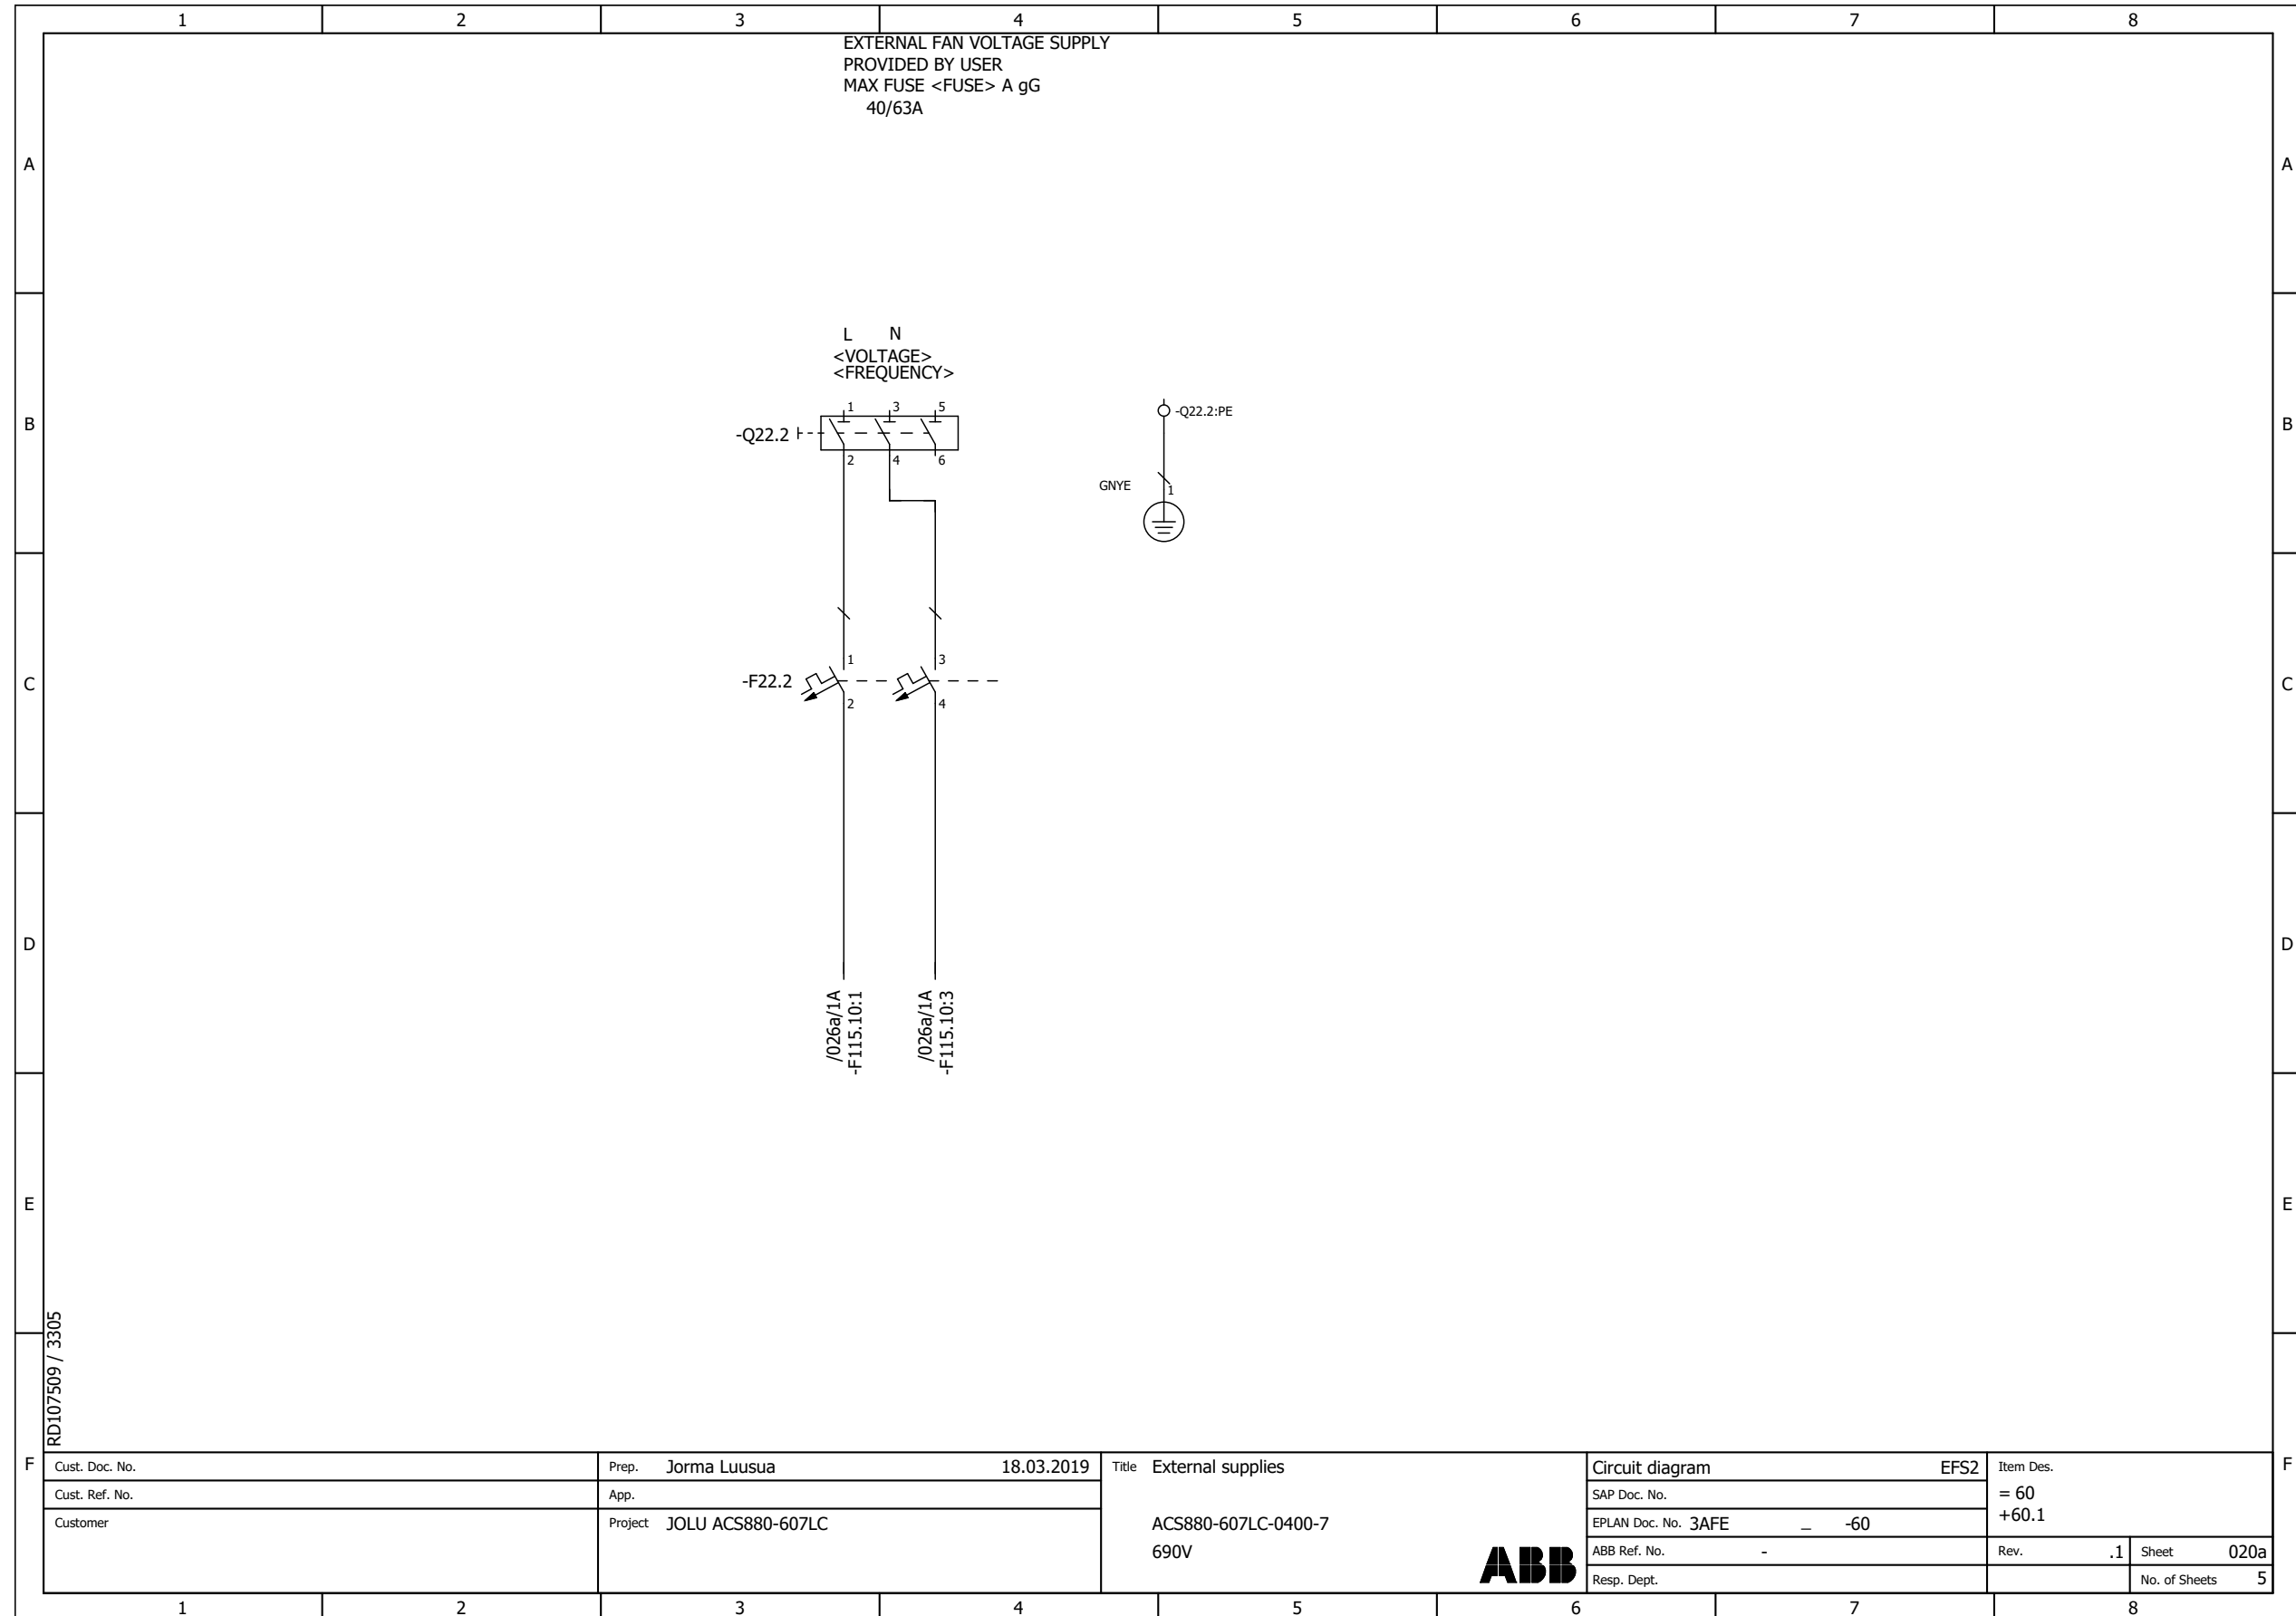 1 2 3 4 5 6 7 8
EXTERNAL FAN VOLTAGE SUPPLY
PROVIDED BY USER
MAX FUSE <FUSE> A gG
40/63A
A A
L N
<VOLTAGE>
<FREQUENCY>
1 3 5
-Q22.2
2 4 6
-Q22.2:PE
B B
GNYE 1
1 3
-F22.2
2 4
C C
D D
/026a/1A
-F115.10:1
/026a/1A
-F115.10:3
E E
RD107509 / 3305
F F
Cust. Doc. No.
Cust. Ref. No.
Customer
Prep. Jorma Luusua 18.03.2019
App.
Project JOLU ACS880-607LC
Title External supplies
ACS880-607LC-0400-7
690V
ABB
Circuit diagram EFS2
SAP Doc. No.
EPLAN Doc. No. 3AFE _ -60
ABB Ref. No. -
Resp. Dept.
Item Des.
= 60
+60.1
Rev. .1
Sheet 020a
No. of Sheets 5
1 2 3 4 5 6 7 8